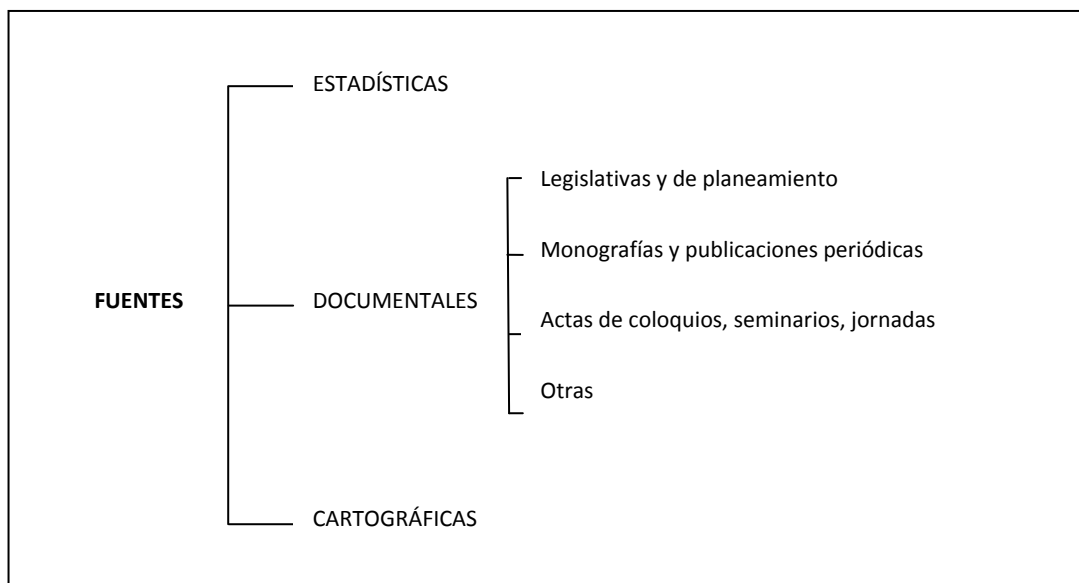 FUENTES
ESTADÍSTICAS
DOCUMENTALES
Legislativas y de planeamiento
Monografías y publicaciones periódicas
Actas de coloquios, seminarios, jornadas
Otras
CARTOGRÁFICAS